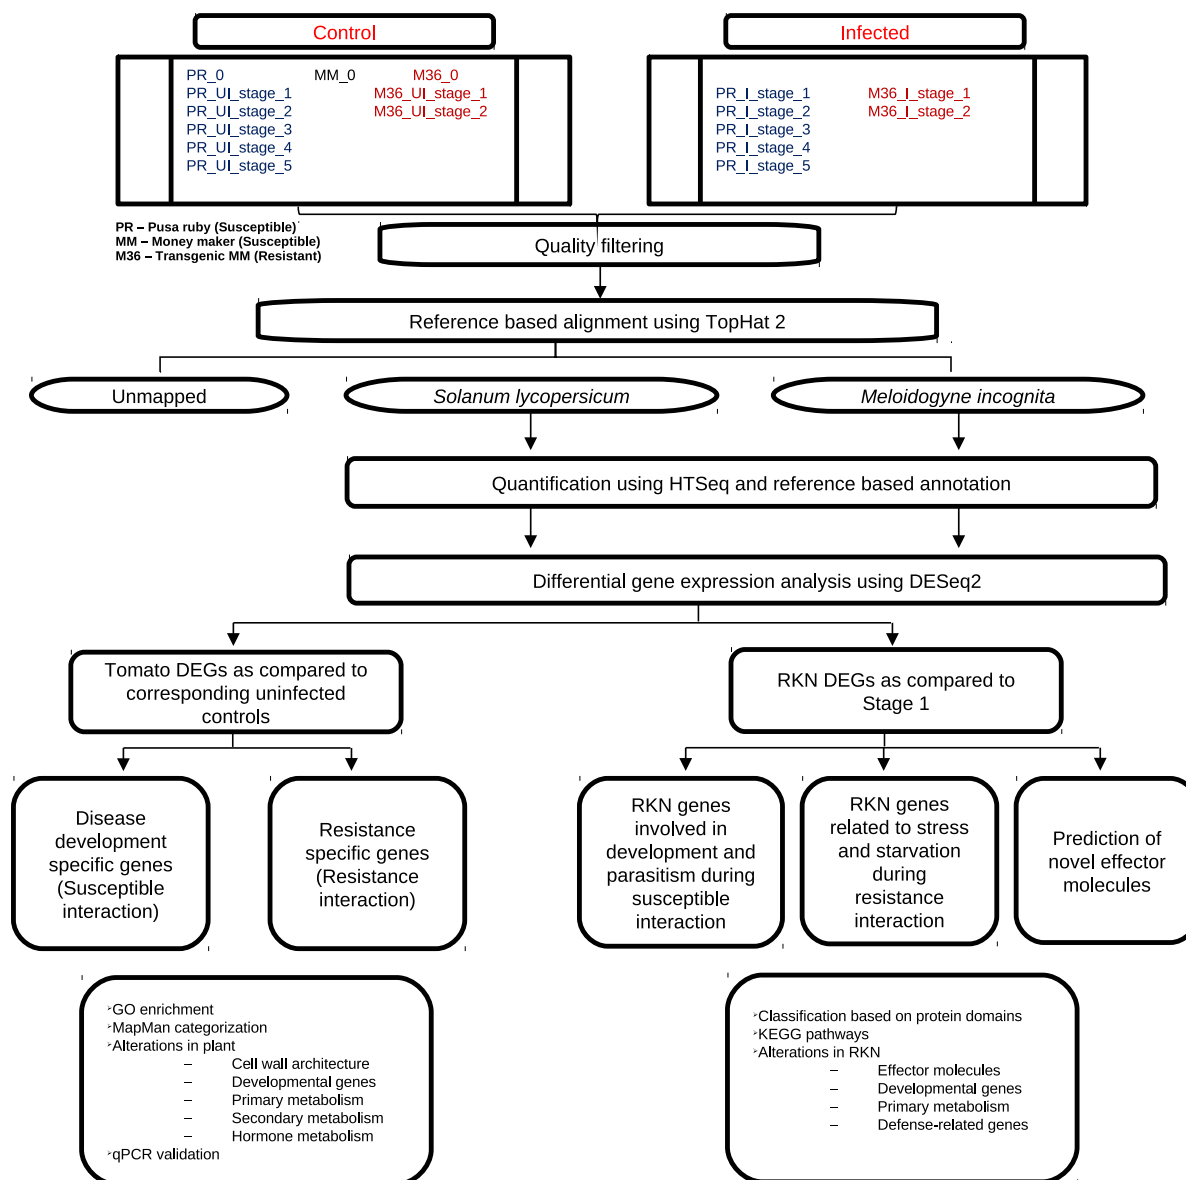 Control
Infected
PR_0 MM_0 M36_0
PR_UI_stage_1 M36_UI_stage_1
PR_UI_stage_2 M36_UI_stage_2
PR_UI_stage_3
PR_UI_stage_4
PR_UI_stage_5
PR_I_stage_1 M36_I_stage_1
PR_I_stage_2 M36_I_stage_2
PR_I_stage_3
PR_I_stage_4
PR_I_stage_5
PR – Pusa ruby (Susceptible)
MM – Money maker (Susceptible)
M36 – Transgenic MM (Resistant)
Quality filtering
Reference based alignment using TopHat 2
Unmapped
Solanum lycopersicum
Meloidogyne incognita
Quantification using HTSeq and reference based annotation
Differential gene expression analysis using DESeq2
Tomato DEGs as compared to
corresponding uninfected
controls
RKN DEGs as compared to
Stage 1
Disease
development
specific genes
(Susceptible
interaction)
Resistance
specific genes
(Resistance
interaction)
RKN genes
involved in
development and
parasitism during
susceptible
interaction
RKN genes
related to stress
and starvation
during
resistance
interaction
Prediction of
novel effector
molecules
➢GO enrichment
➢MapMan categorization
➢Alterations in plant
– Cell wall architecture
– Developmental genes
– Primary metabolism
– Secondary metabolism
– Hormone metabolism
➢qPCR validation
➢Classification based on protein domains
➢KEGG pathways
➢Alterations in RKN
– Effector molecules
– Developmental genes
– Primary metabolism
– Defense-related genes